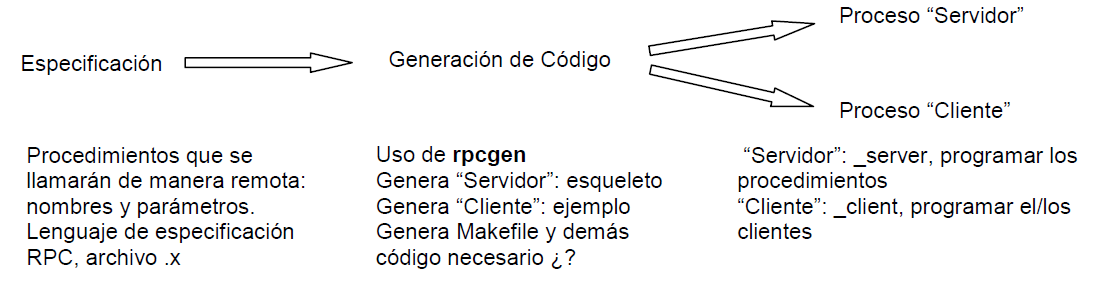 Especificación
Generación de Código
Proceso “Servidor”
Proceso “Cliente”
Procedimientos que se
llamarán de manera remota:
nombres y parámetros.
Lenguaje de especificación
RPC, archivo .x
Uso de rpcgen
Genera “Servidor”: esqueleto
Genera “Cliente”: ejemplo
Genera Makefile y demás
código necesario ¿?
“Servidor”: _server, programar los
procedimientos
“Cliente”: _client, programar el/los
clientes